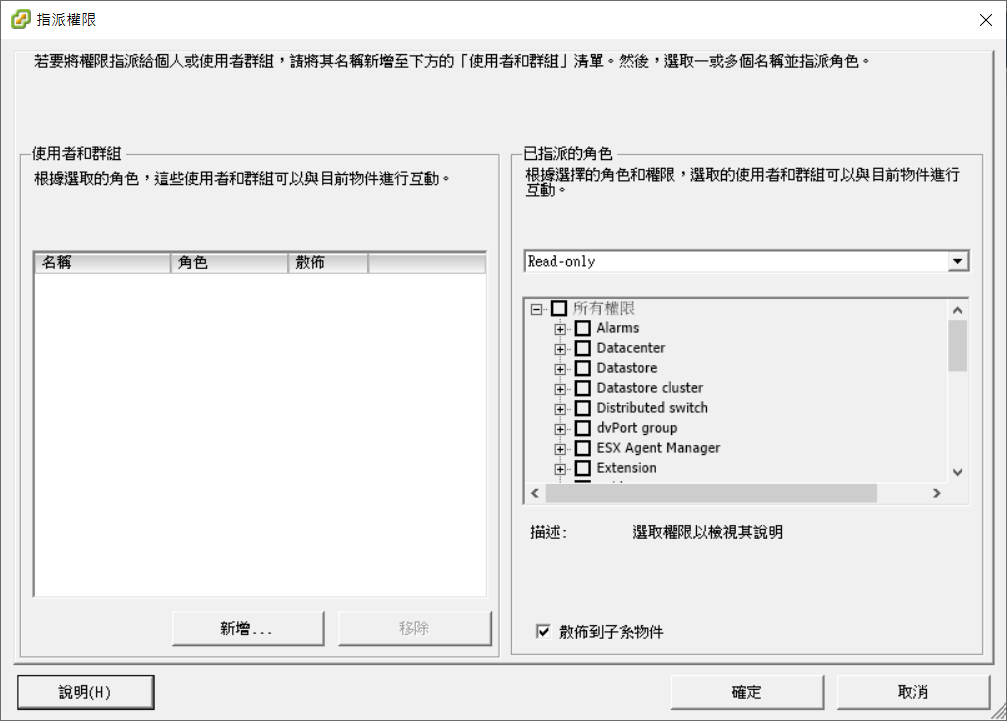 指派權限
若要將權限指派給個人或使用者群組，請將其名稱新增至下方的「使用者和群組」清單。然後，選取一或多個名稱並指派角色。
使用者和群組
根據選取的角色，這些使用者和群組可以與目前物件進行互動。
名稱 角色 散佈
新增...
移除
已指派的角色
根據選擇的角色和權限，選取的使用者和群組可以與目前物件進行
互動。
Read-only
所有權限
Alarms
Datacenter
Datastore
Datastore cluster
Distributed switch
dvPort group
ESX Agent Manager
Extension
描述: 選取權限以檢視其說明
散佈到子系物件
說明(H)
確定
取消